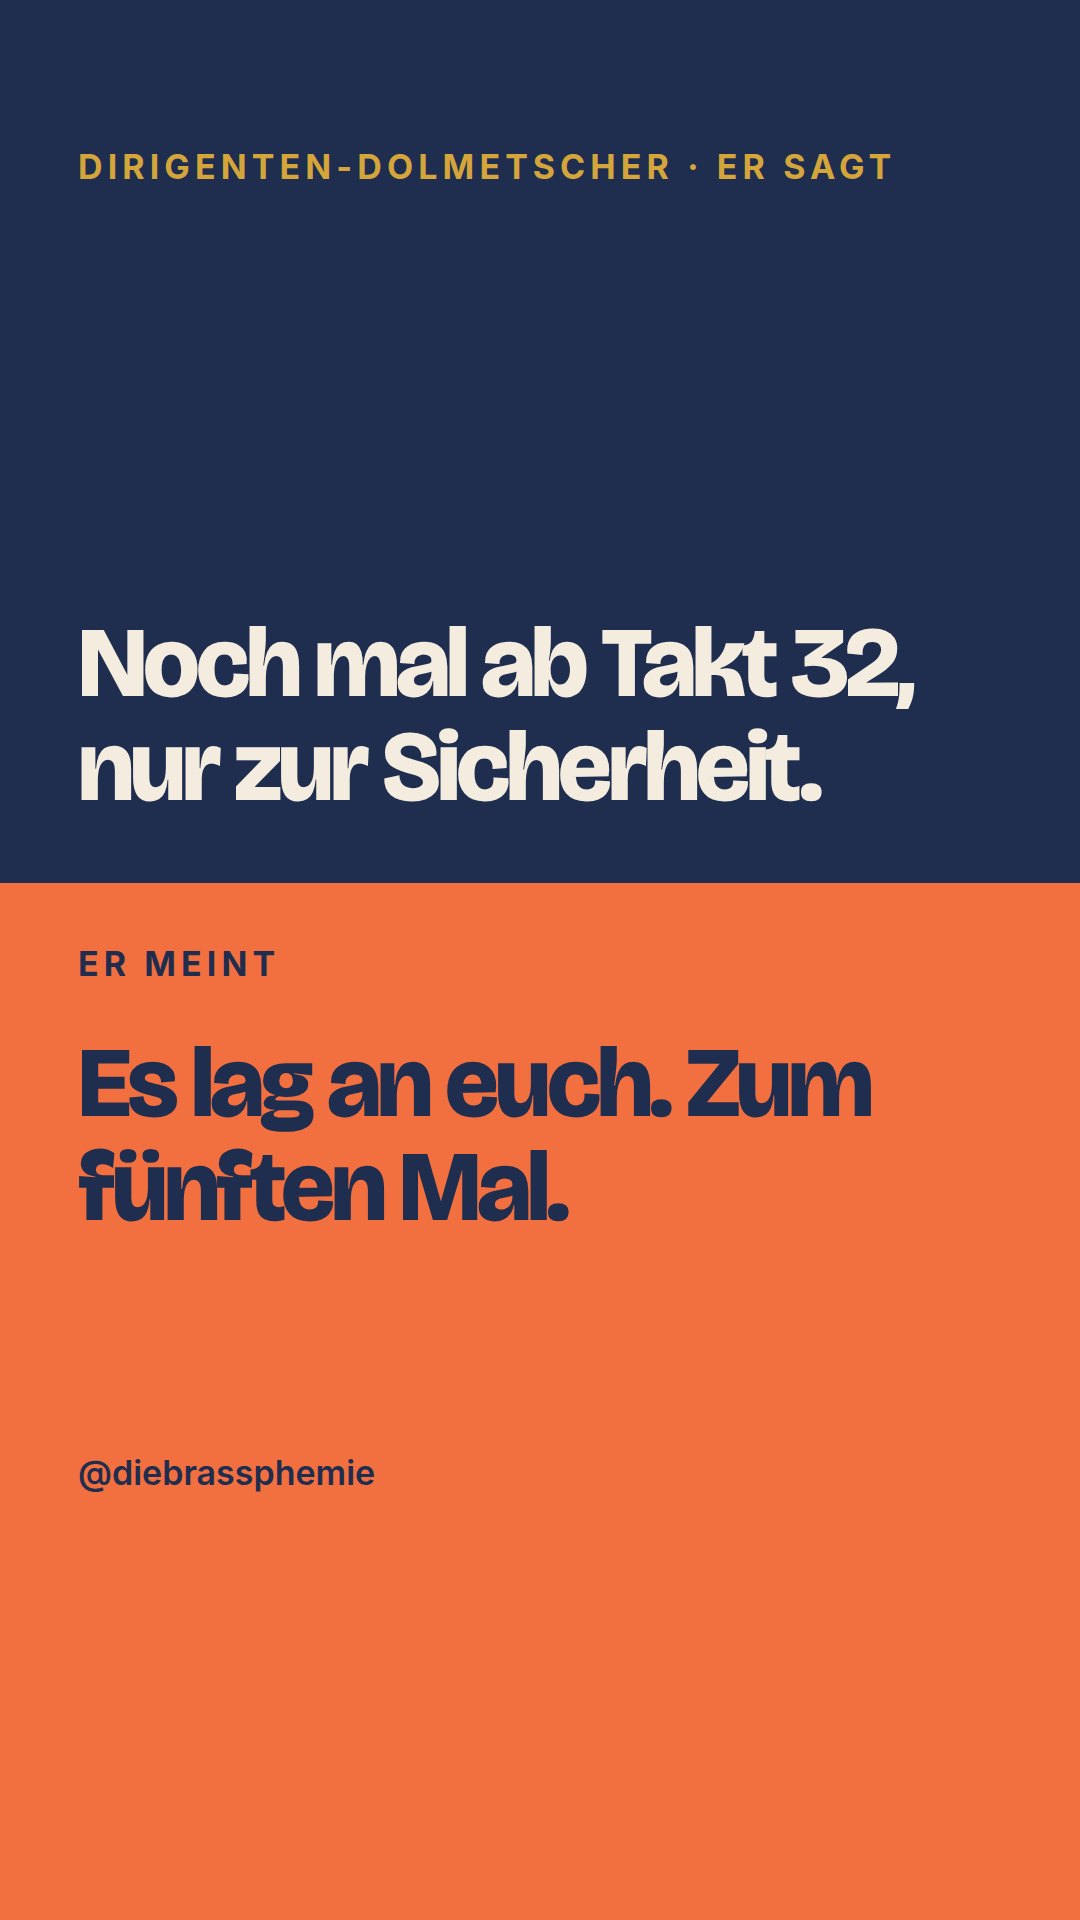 DIRIGENTEN-DOLMETSCHER · ER SAGT
Noch mal ab Takt 32,
nur zur Sicherheit.
ER MEINT
Es lag an euch. Zum
fünften Mal.
@diebrassphemie